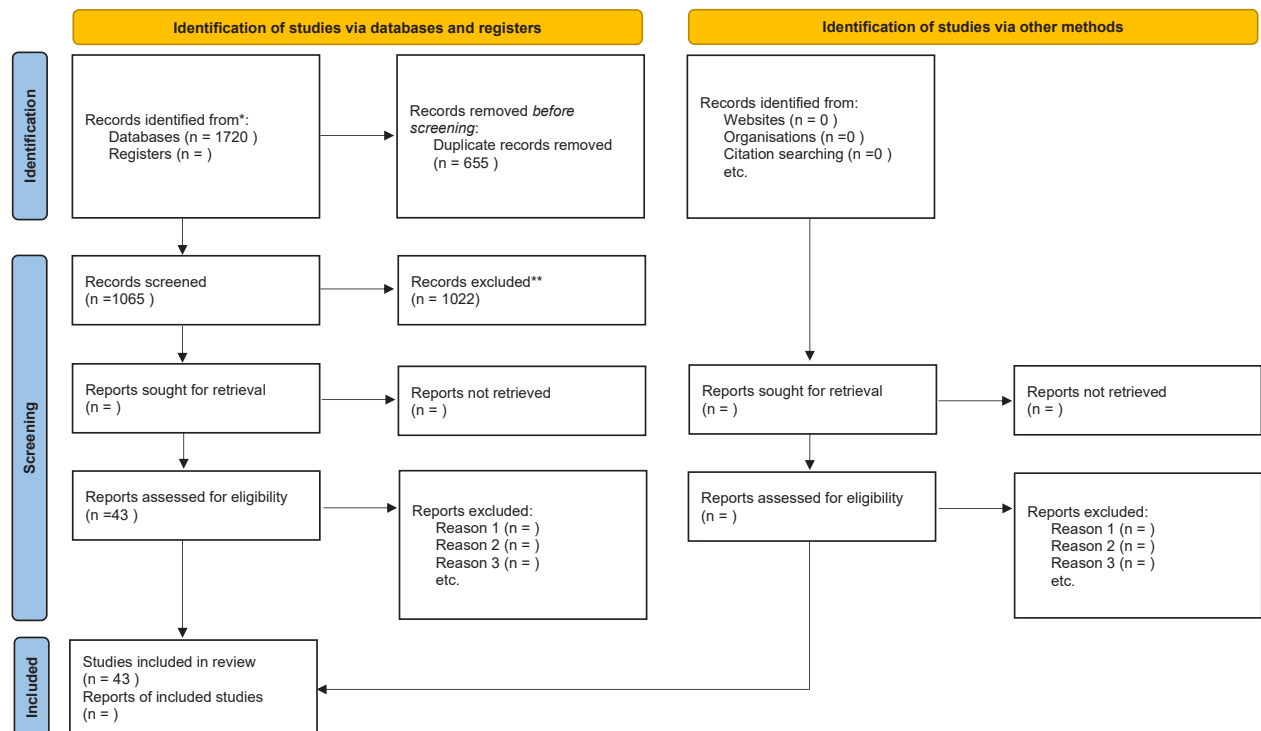 Identification of studies via databases and registers
Identification of studies via other methods
Identification
Records identified from*:
Databases (n = 1720 )
Registers (n = )
Records removed before
screening:
Duplicate records removed
(n = 655 )
Records identified from:
Websites (n = 0 )
Organisations (n =0 )
Citation searching (n =0 )
etc.
Screening
Records screened
(n =1065 )
Records excluded**
(n = 1022)
Reports sought for retrieval
(n = )
Reports not retrieved
(n = )
Reports sought for retrieval
(n = )
Reports not retrieved
(n = )
Reports assessed for eligibility
(n =43 )
Reports excluded:
Reason 1 (n = )
Reason 2 (n = )
Reason 3 (n = )
etc.
Reports assessed for eligibility
(n = )
Reports excluded:
Reason 1 (n = )
Reason 2 (n = )
Reason 3 (n = )
etc.
Included
Studies included in review
(n = 43 )
Reports of included studies
(n = )